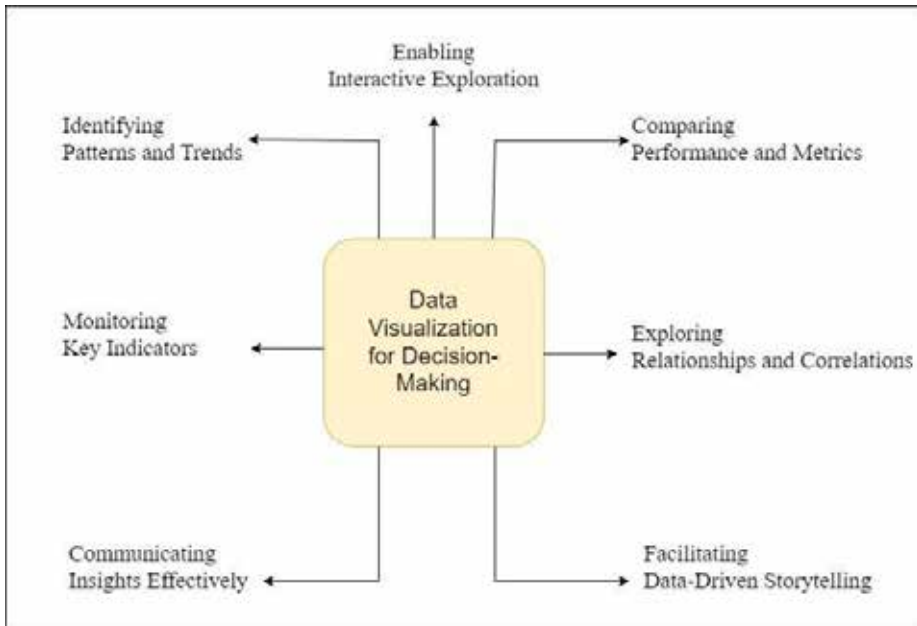 Enabling
Interactive Exploration
Identifying
Patterns and Trends
Comparing
Performance and Metrics
Data
Visualization
for Decision-
Making
Monitoring
Key Indicators
Exploring
Relationships and Correlations
Communicating
Insights Effectively
Facilitating
Data-Driven Storytelling